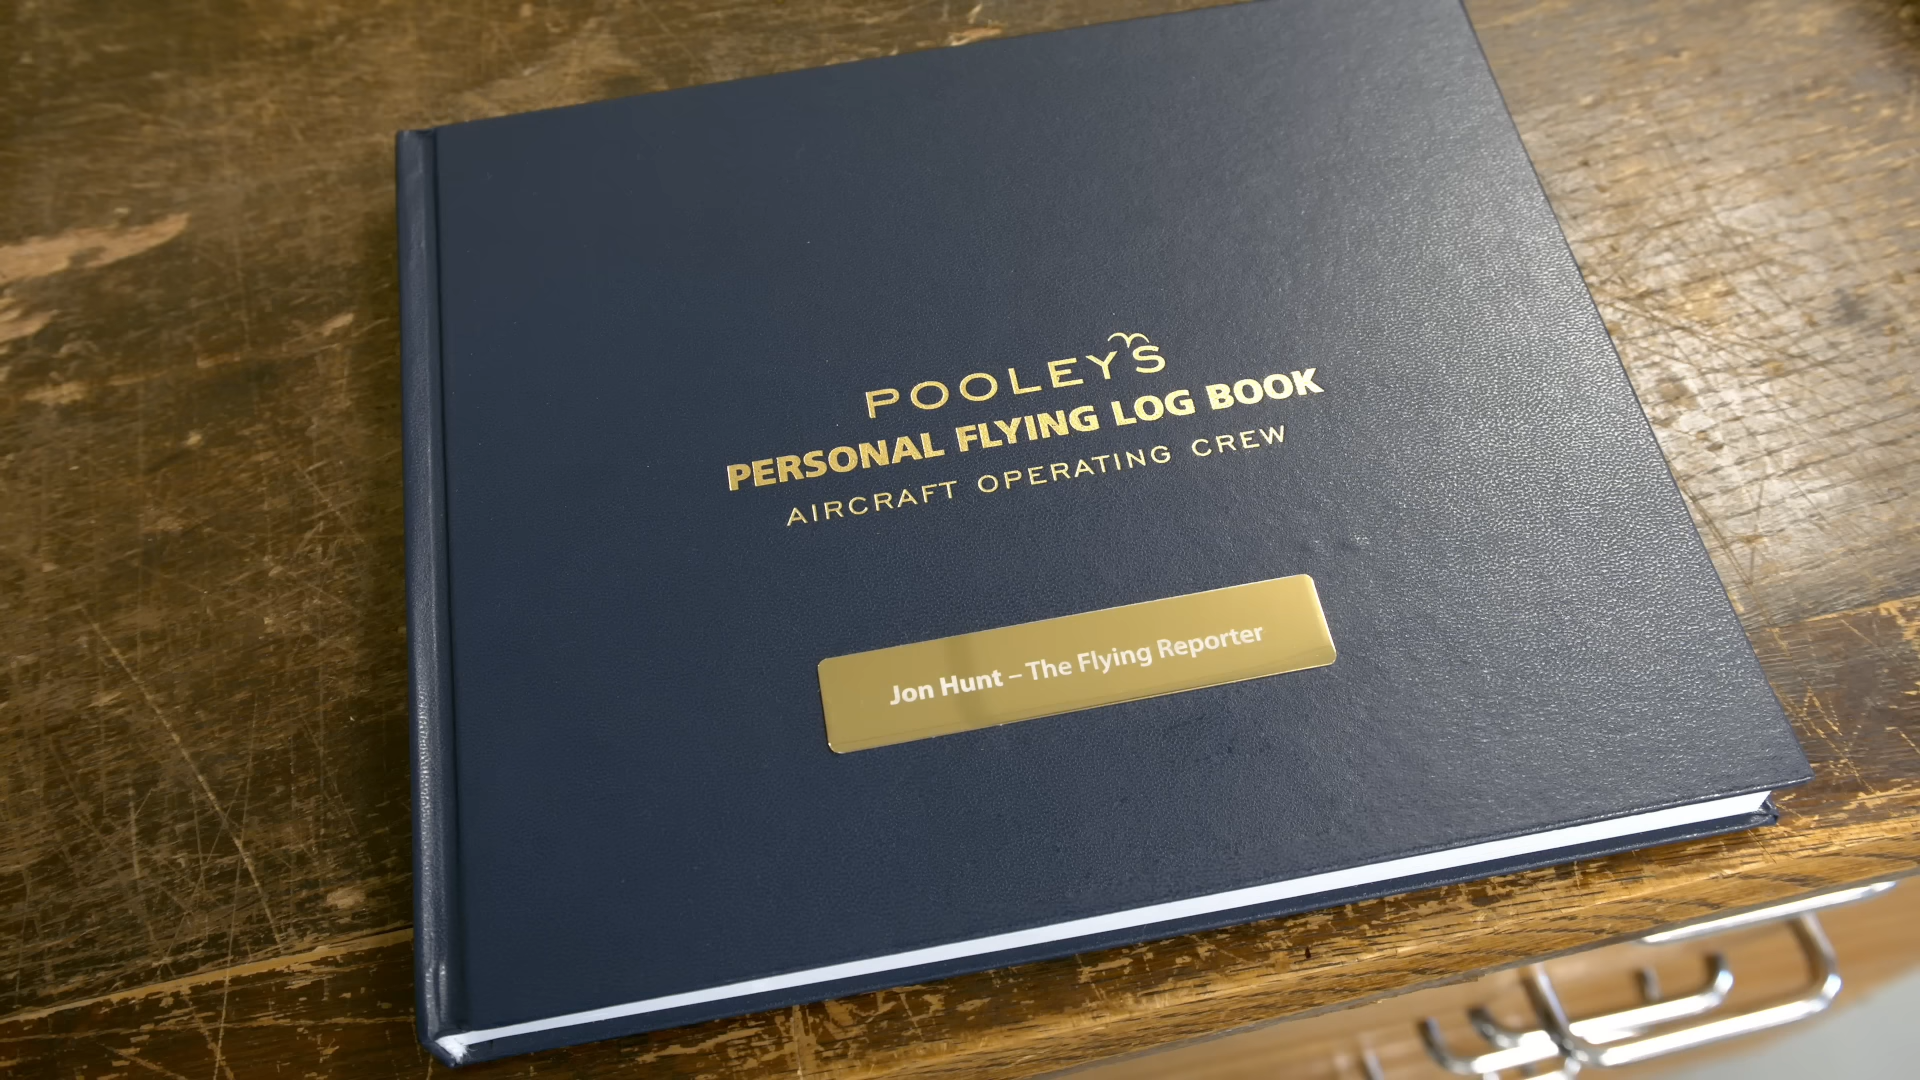 POOLEY'S
PERSONAL FLYING LOG BOOK
AIRCRAFT OPERATING CREW
Jon Hunt – The Flying Reporter